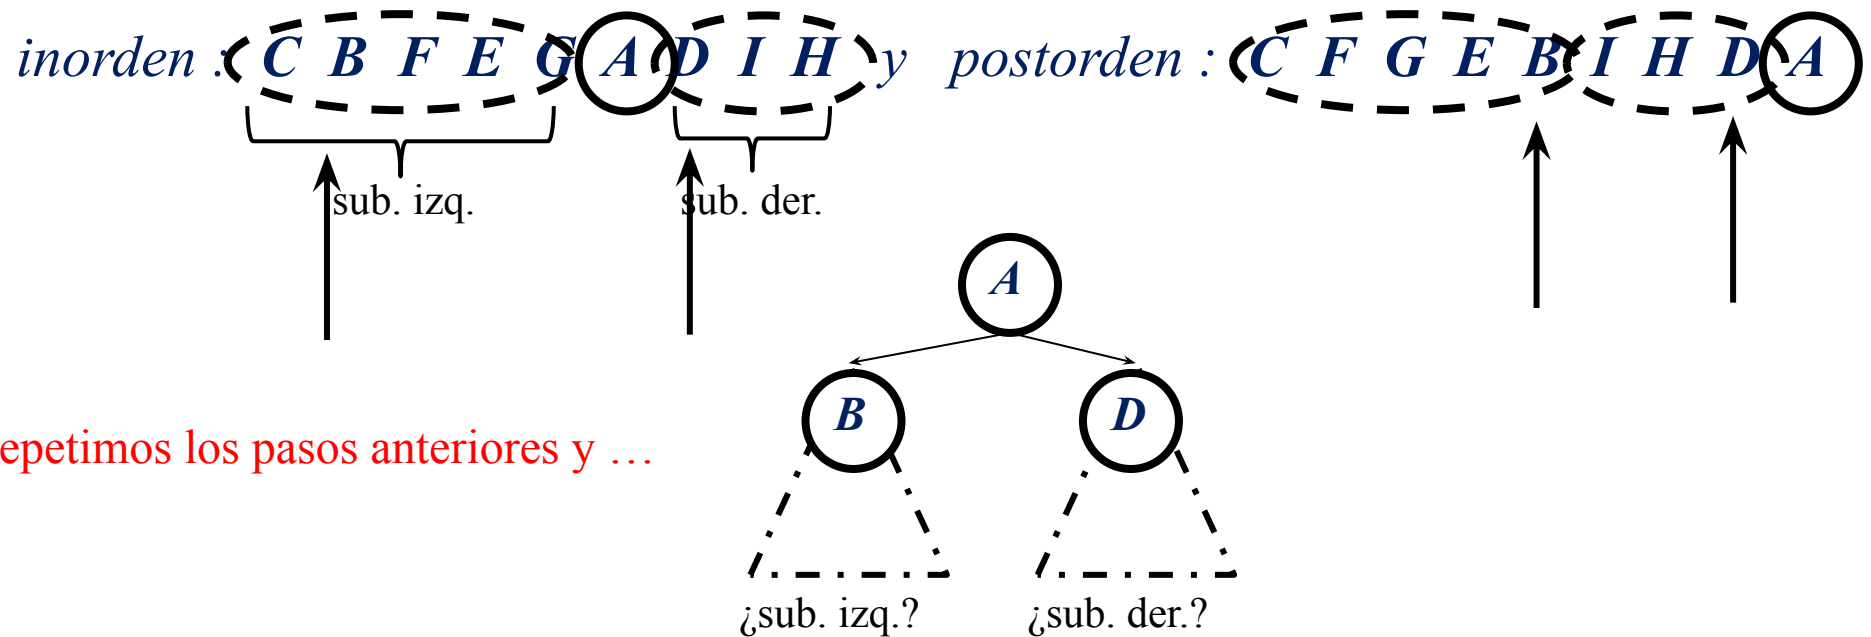 inorden : C B F E G A D I H y postorden : C F G E B I H D A
sub. izq. sub. der.
A
B D
epetimos los pasos anteriores y …
¿sub. izq.? ¿sub. der.?